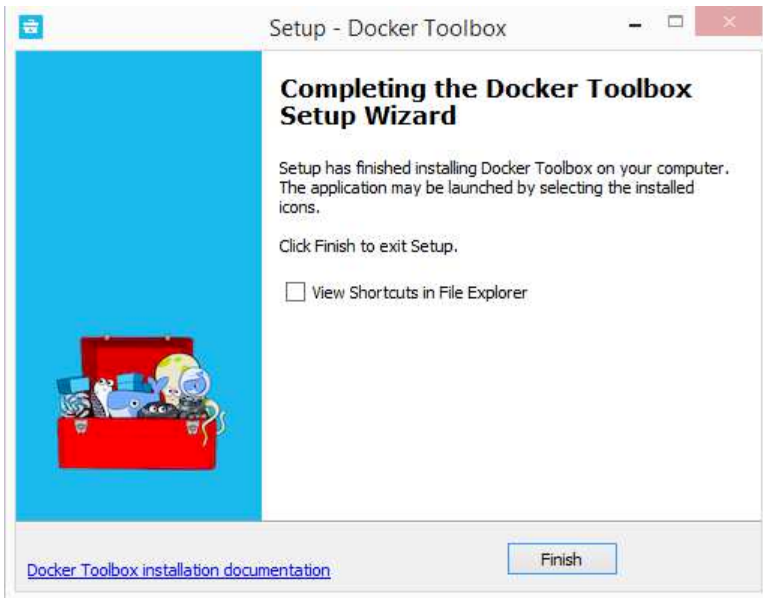 Setup - Docker Toolbox
Completing the Docker Toolbox
Setup Wizard
Setup has finished installing Docker Toolbox on your computer.
The application may be launched by selecting the installed
icons.
Click Finish to exit Setup.
View Shortcuts in File Explorer
Docker Toolbox installation documentation
Finish